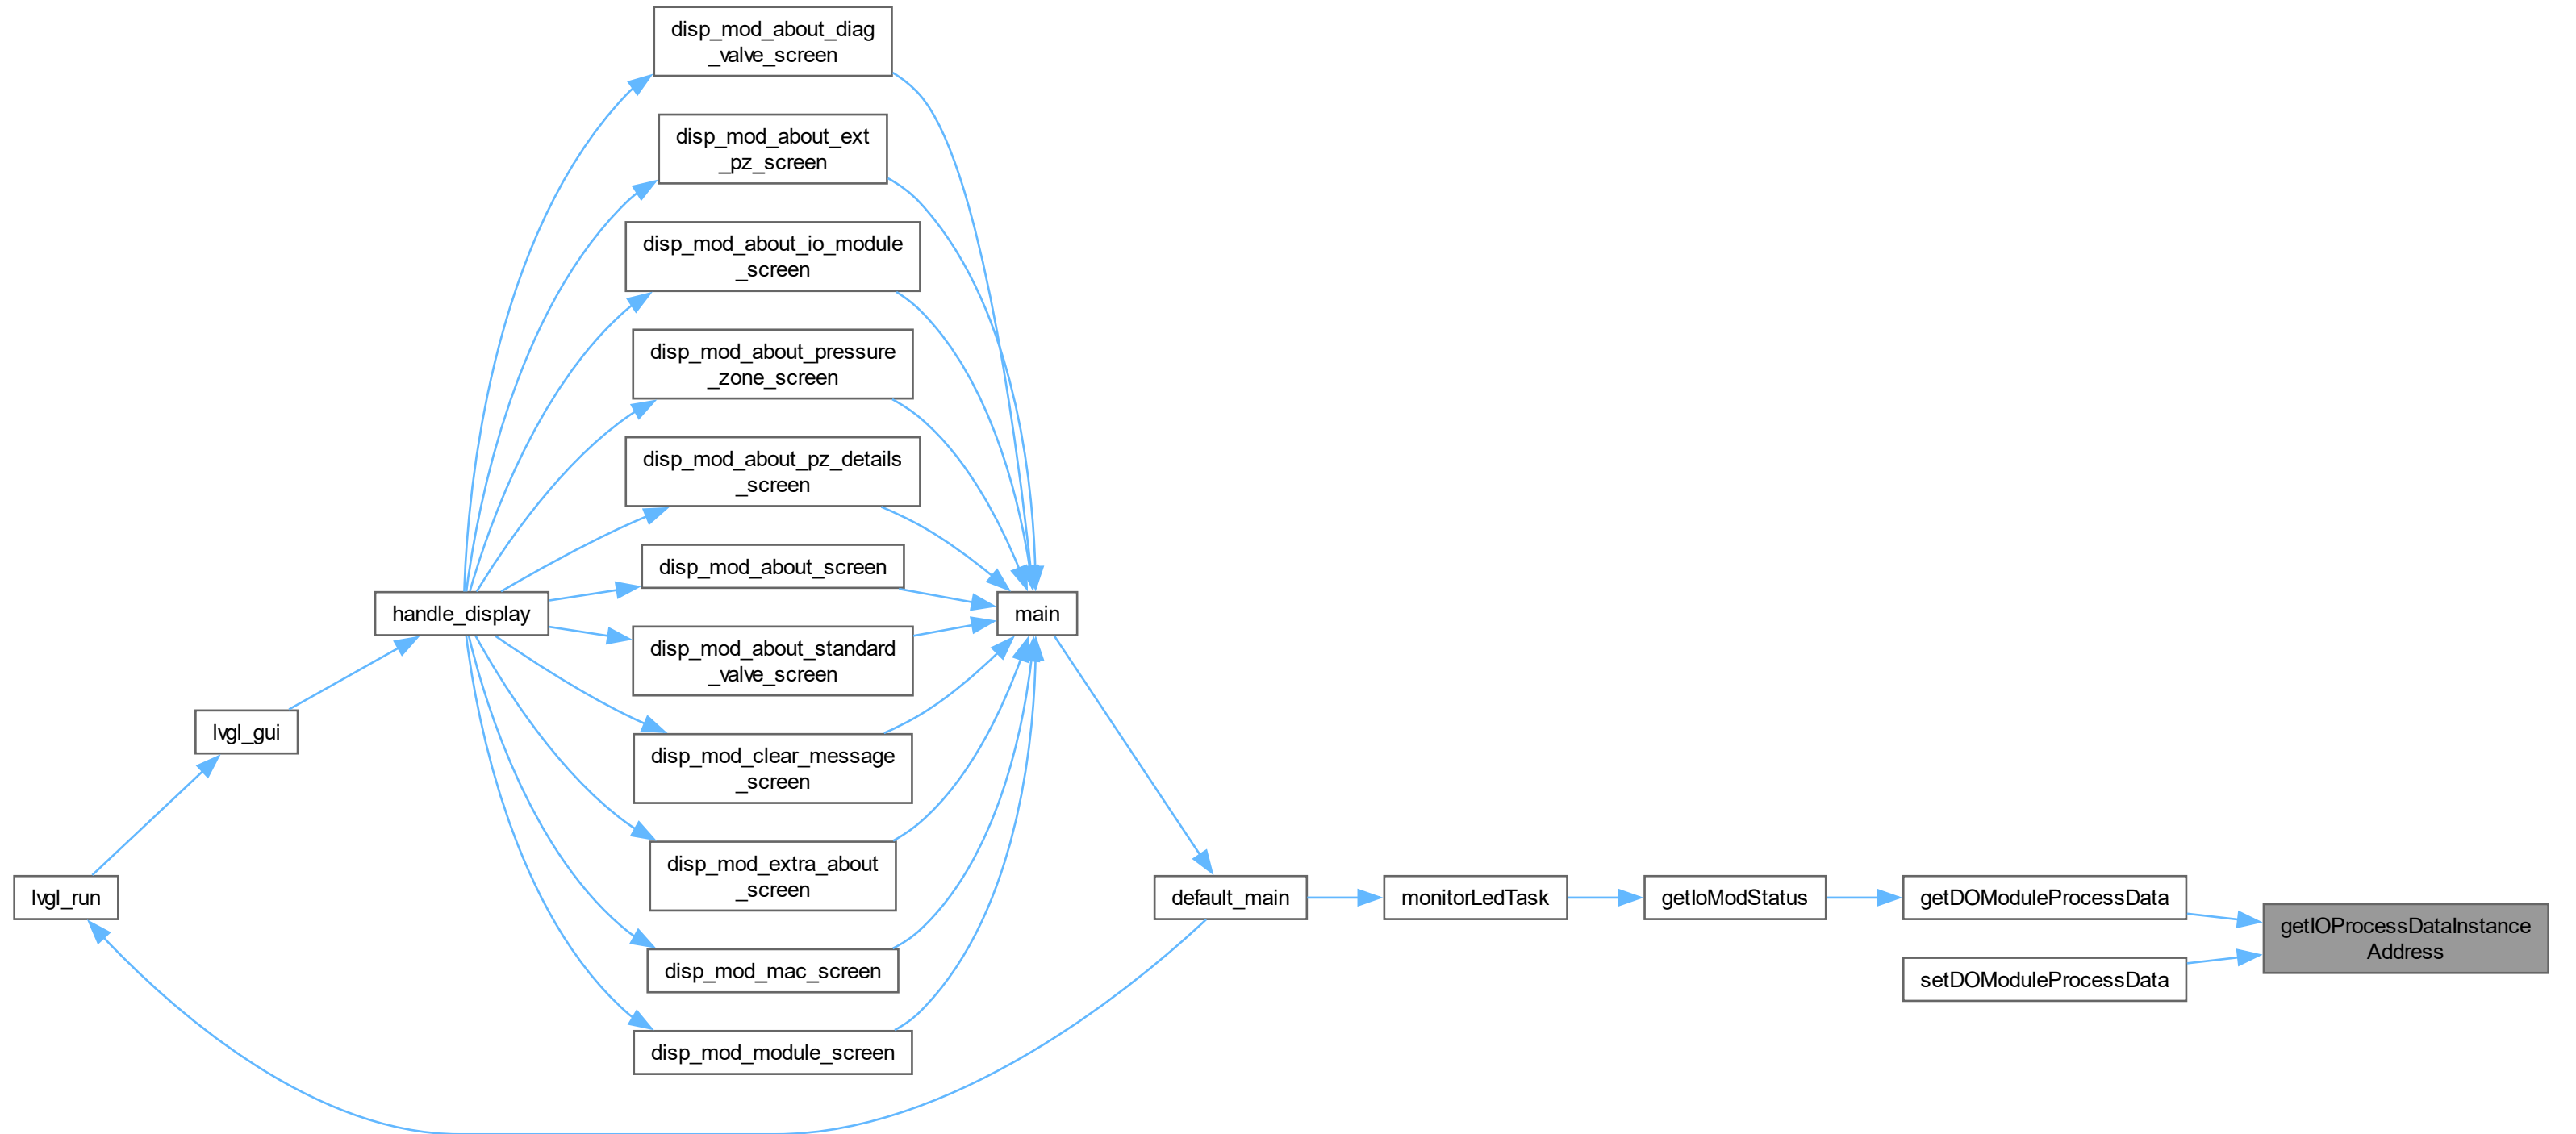 disp_mod_about_diag
_valve_screen
disp_mod_about_ext
_pz_screen
disp_mod_about_io_module
_screen
disp_mod_about_pressure
_zone_screen
disp_mod_about_pz_details
_screen
disp_mod_about_screen
handle_display
main
disp_mod_about_standard
_valve_screen
lvgl_gui
disp_mod_clear_message
_screen
disp_mod_extra_about
_screen
lvgl_run
default_main
monitorLedTask
getIoModStatus
getDOModuleProcessData
getIOProcessDataInstance
Address
disp_mod_mac_screen
setDOModuleProcessData
disp_mod_module_screen